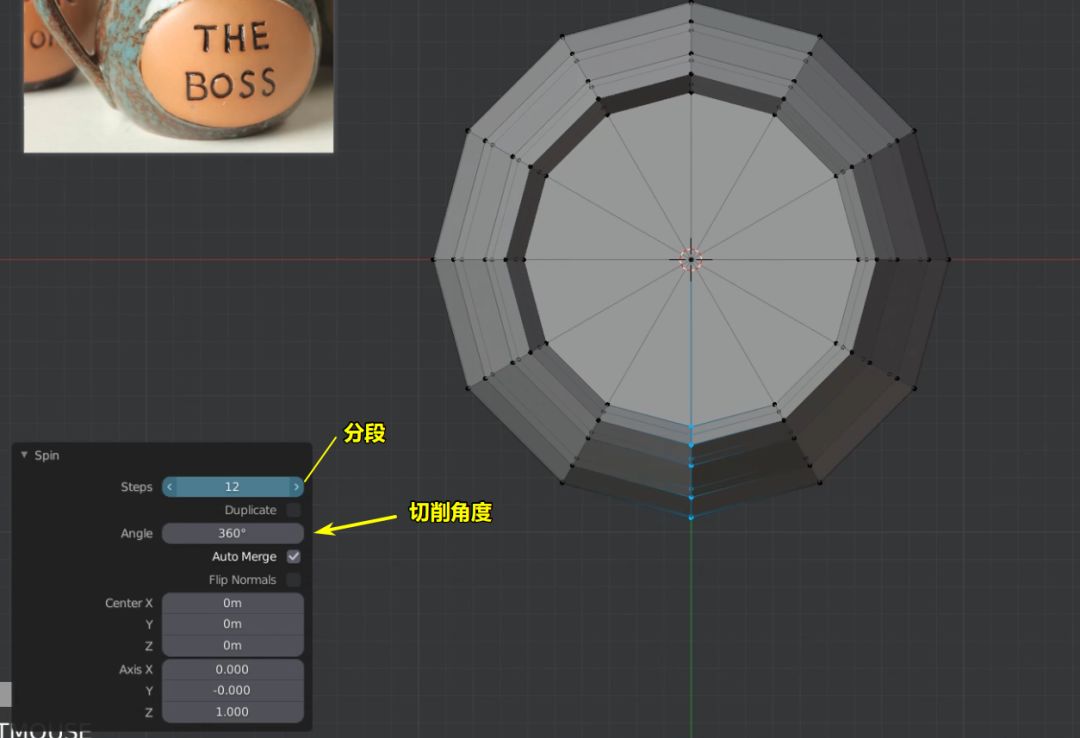 THE
BOSS
Spin
分段
Steps
12
Duplicate
切削角度
Angle
360°
Auto Merge
Flip Normals
Center X
0m
Y
0m
Z
0m
Axis X
0.000
Y
-0.000
Z
1.000